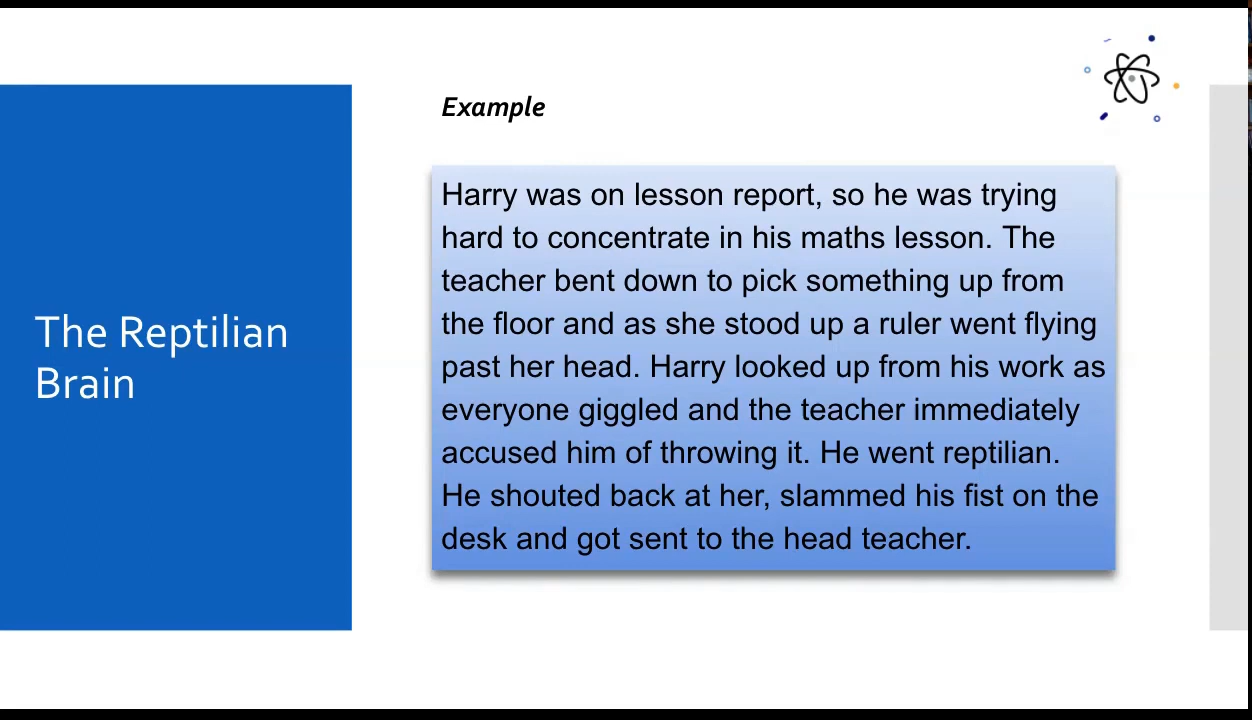 Example
The Reptilian
Brain
Harry was on lesson report, so he was trying
hard to concentrate in his maths lesson. The
teacher bent down to pick something up from
the floor and as she stood up a ruler went flying
past her head. Harry looked up from his work as
everyone giggled and the teacher immediately
accused him of throwing it. He went reptilian.
He shouted back at her, slammed his fist on the
desk and got sent to the head teacher.